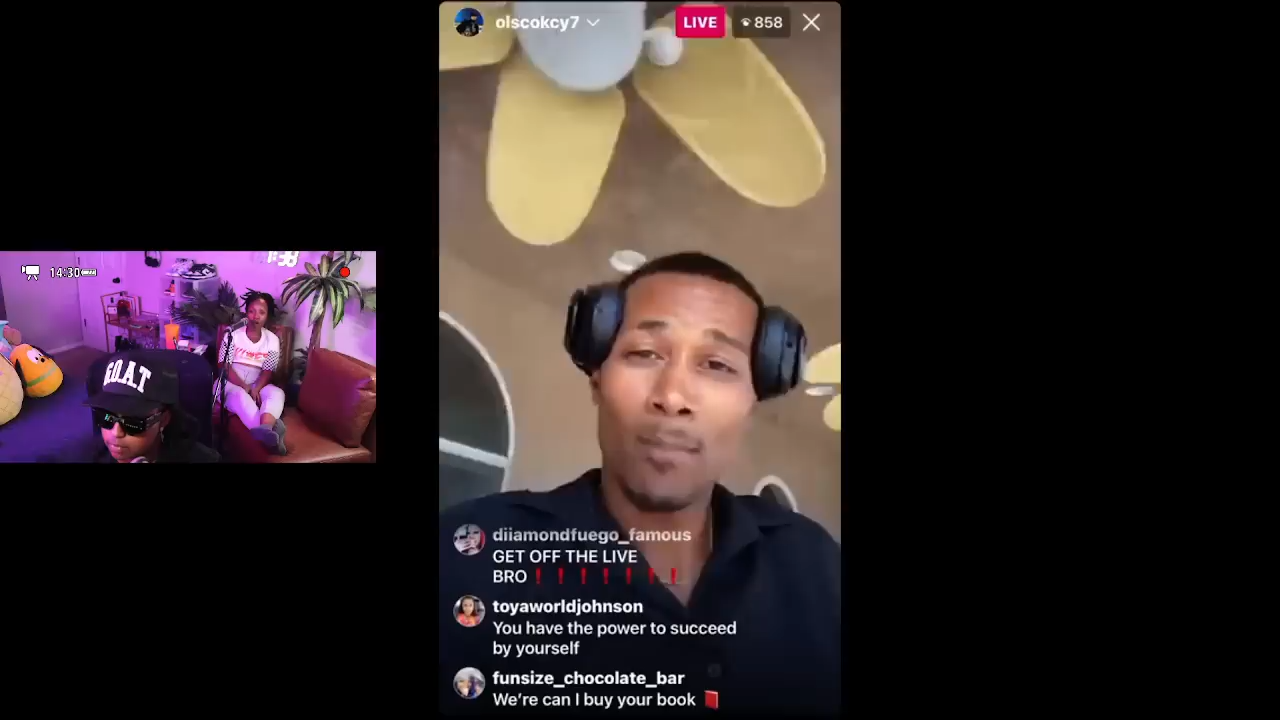 olscokcy7
LIVE
858
14:30
G.O.A.T
diiamondfuego_famous
GET OFF THE LIVE
BRO❗❗❗❗❗❗❗
toyaworldjohnson
You have the power to succeed
by yourself
funsize_chocolate_bar
We're can I buy your book 📕